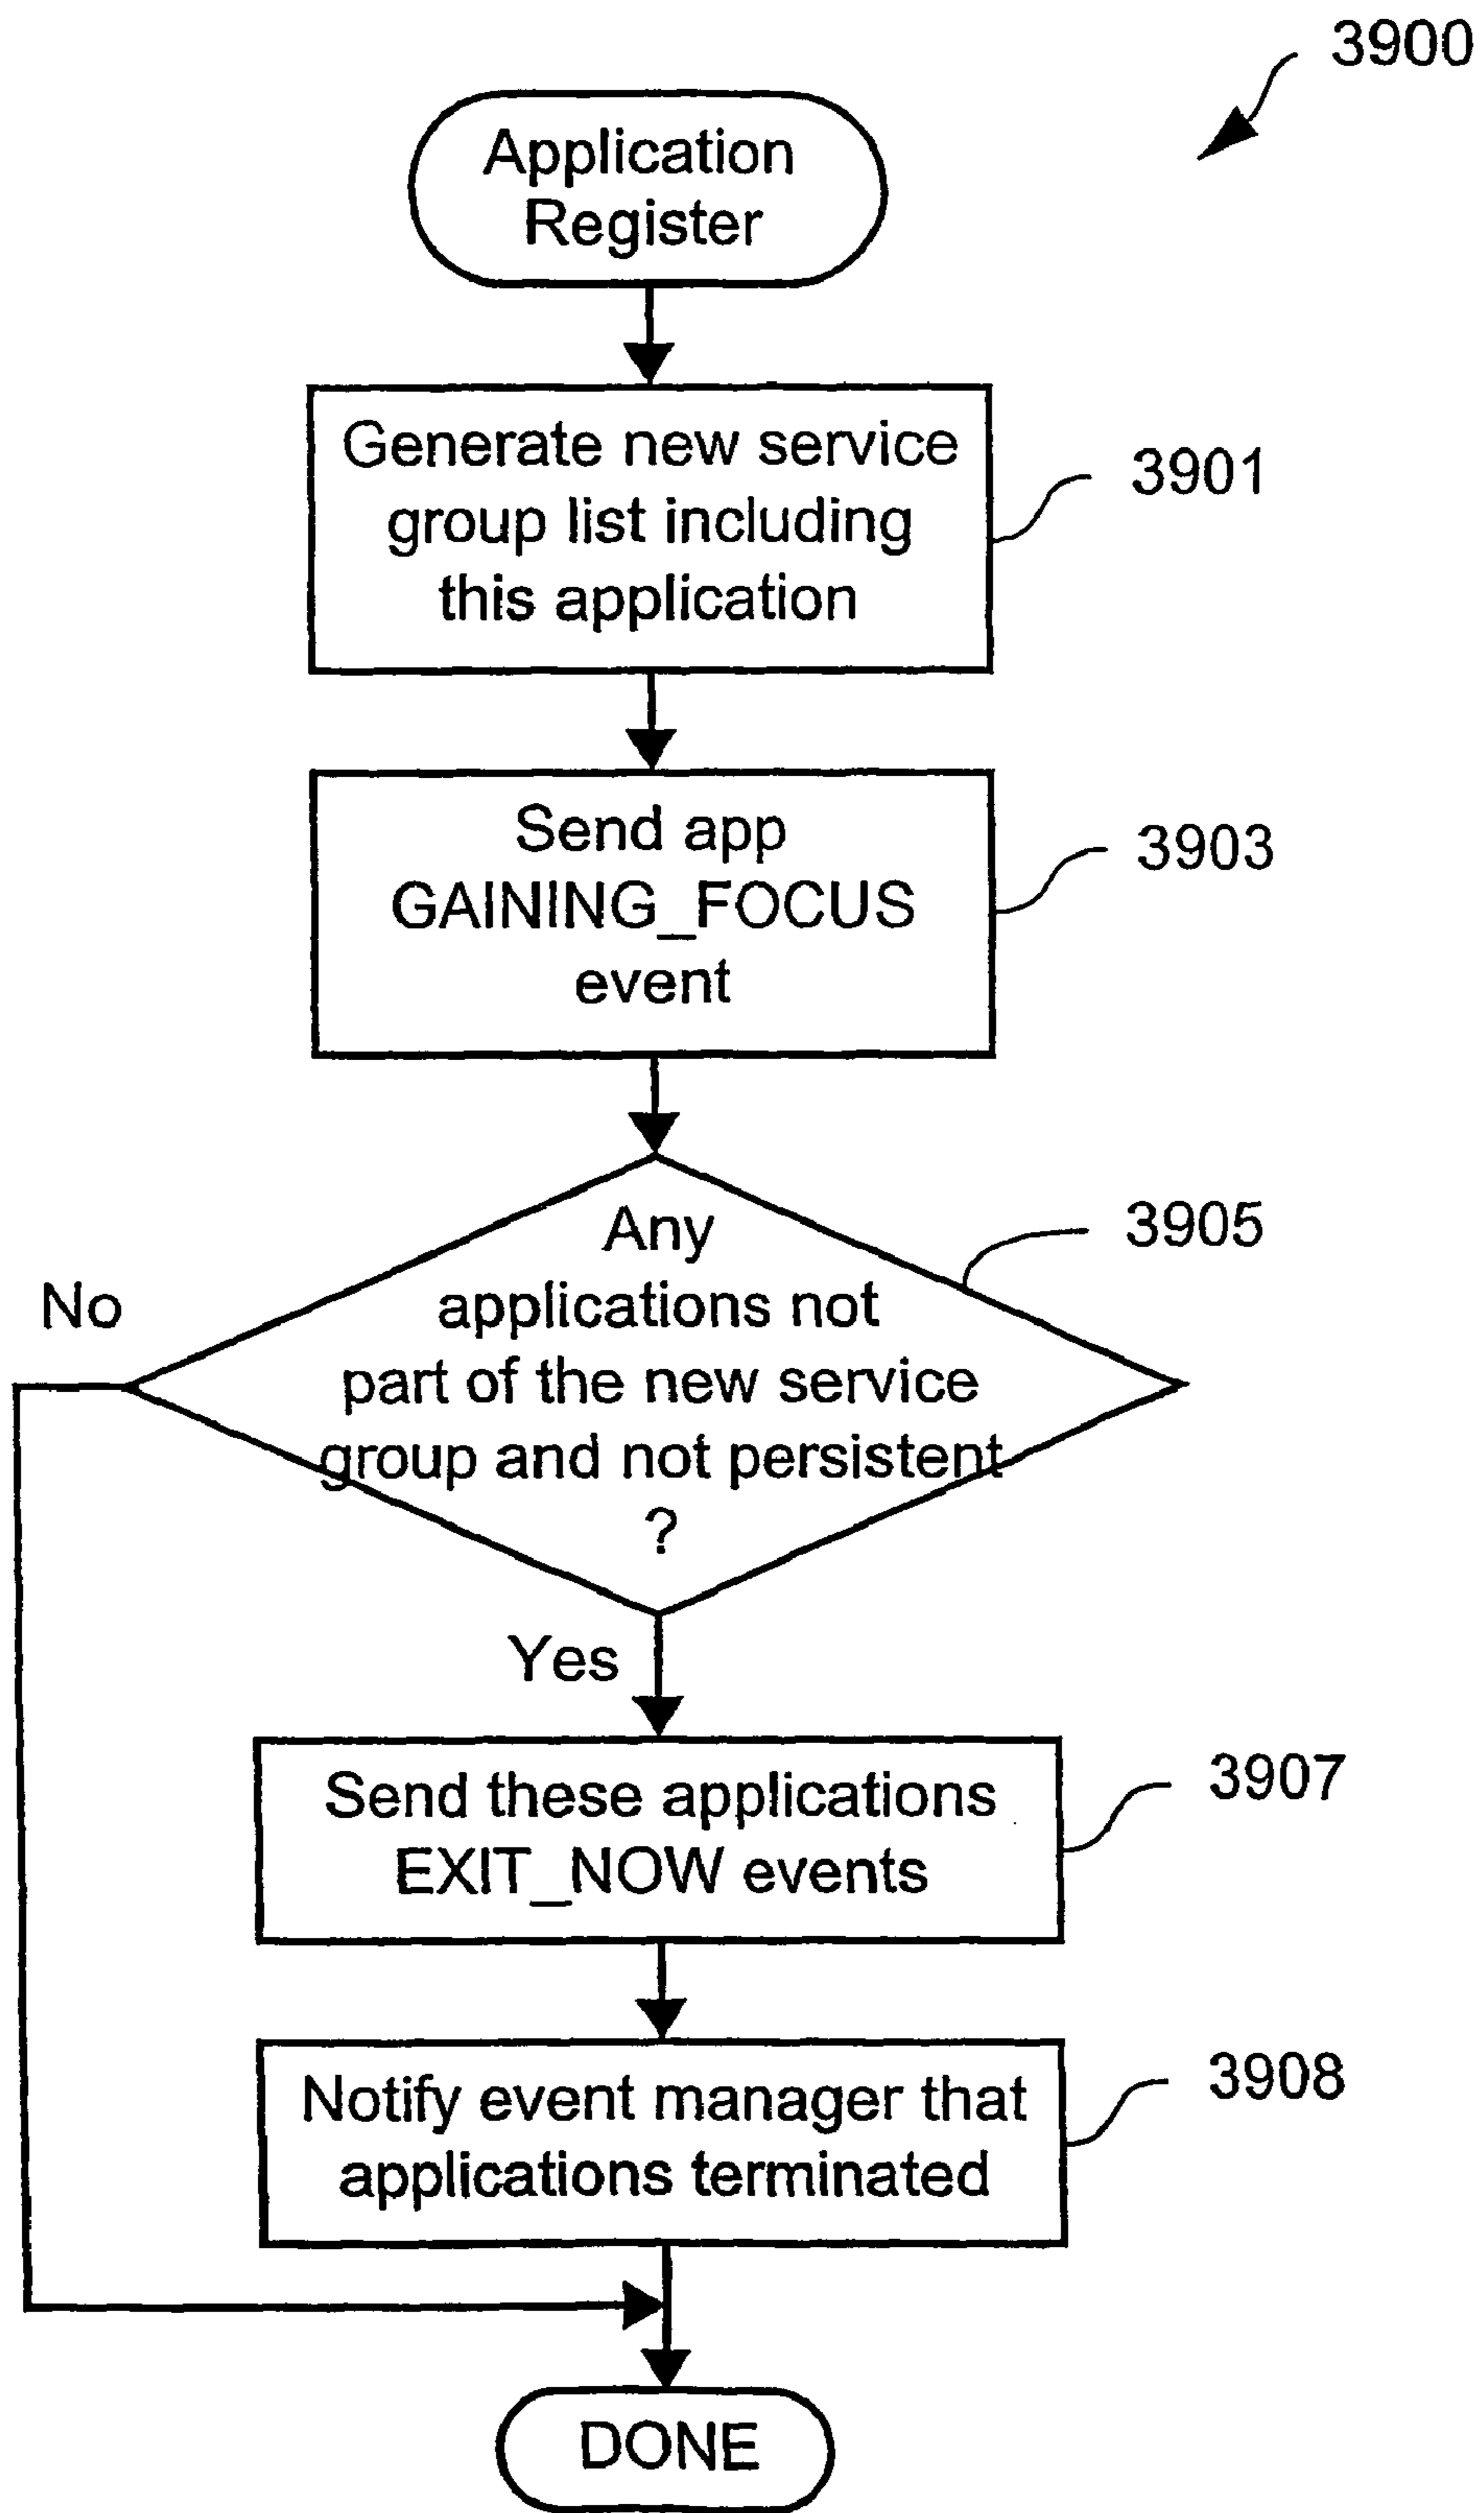 3900
Application
Register
Generate new service
group list including
this application
3901
Send app
GAINING_FOCUS
event
3903
Any
applications not
part of the new service
group and not persistent
?
3905
No
Yes
Send these applications
EXIT_NOW events
3907
Notify event manager that
applications terminated
3908
DONE